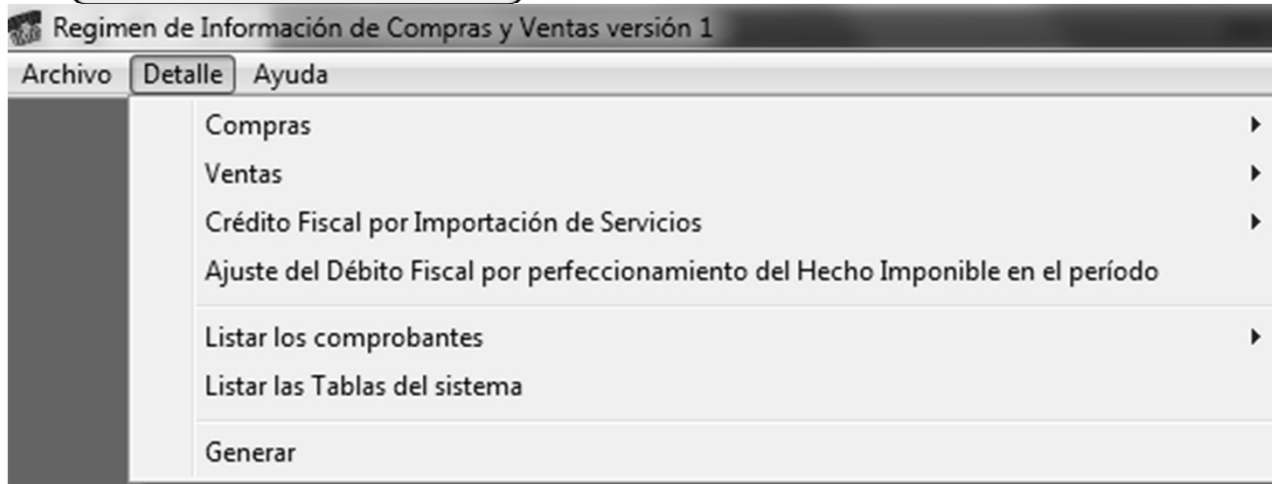 Regimen de Información de Compras y Ventas versión 1
Archivo Detalle Ayuda
Compras
Ventas
Crédito Fiscal por Importación de Servicios
Ajuste del Débito Fiscal por perfeccionamiento del Hecho Imponible en el período
Listar los comprobantes
Listar las Tablas del sistema
Generar